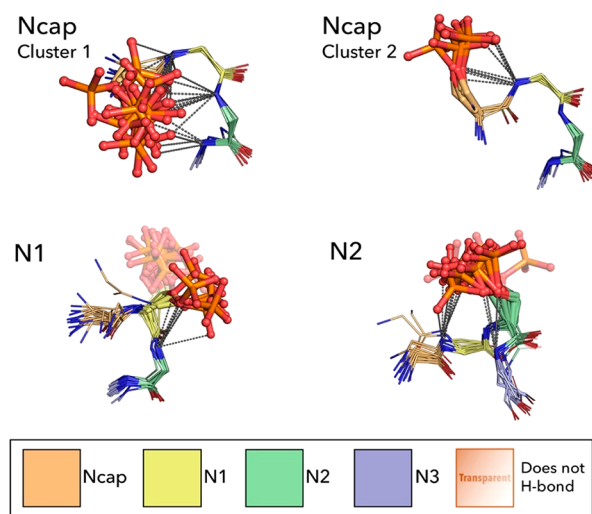 Ncap
Cluster 1
Ncap
Cluster 2
N1
N2
Ncap
N1
N2
N3
Transparent
Does not
H-bond